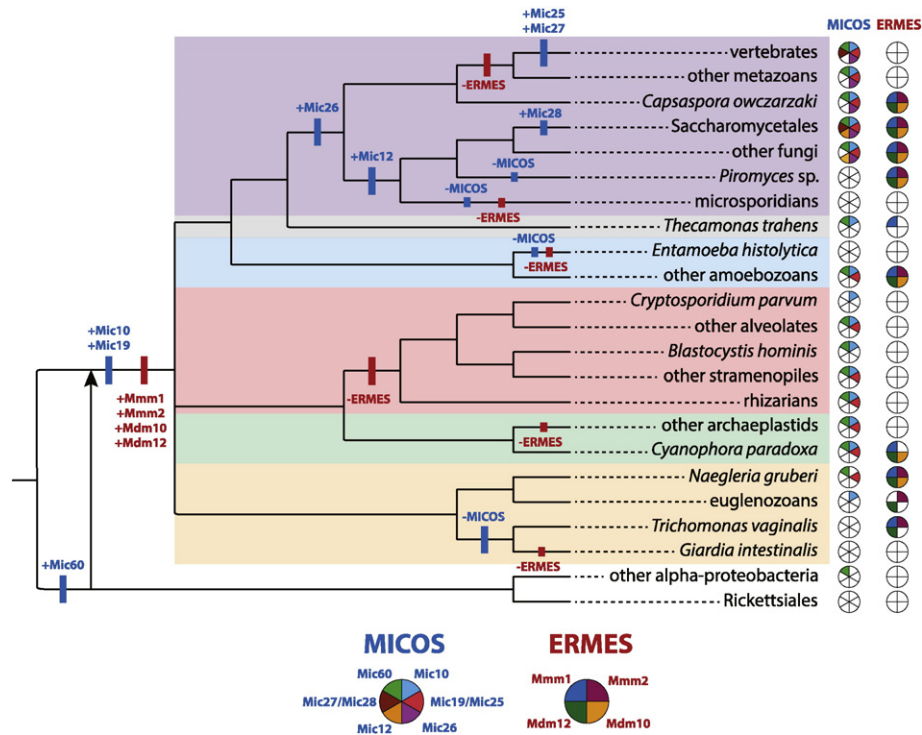 MICOS ERMES
+Mic25
+Mic27
vertebrates
-ERMES
other metazoans
+Mic26
Capsaspora owczarzaki
+Mic28
Saccharomycetales
+Mic12
other fungi
-MICOS
Piromyces sp.
-MICOS
microsporidians
-ERMES
Thecamonas trahens
-MICOS
Entamoeba histolytica
-ERMES
other amoebozoans
Cryptosporidium parvum
+Mic10
+Mic19
other alveolates
Blastocystis hominis
other stramenopiles
-ERMES
rhizarians
+Mmm1
+Mmm2
+Mdm10
+Mdm12
other archaeplastids
-ERMES
Cyanophora paradoxa
Naegleria gruberi
euglenozoans
-MICOS
Trichomonas vaginalis
Giardia intestinalis
-ERMES
+Mic60
other alpha-proteobacteria
Rickettsiales
MICOS
Mic60 Mic10
Mic27/Mic28 Mic19/Mic25
Mic12 Mic26
ERMES
Mmm1 Mmm2
Mdm12 Mdm10